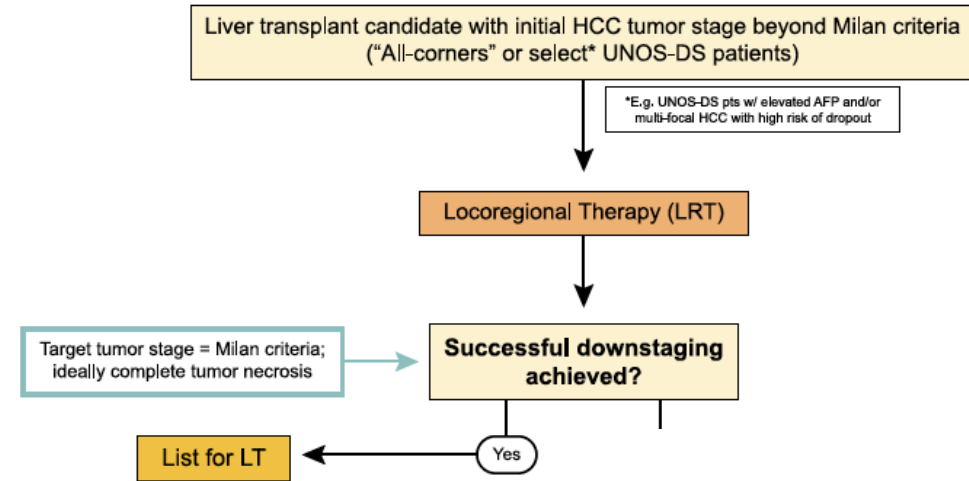 Liver transplant candidate with initial HCC tumor stage beyond Milan criteria
(“All-corners” or select* UNOS-DS patients)
*E.g. UNOS-DS pts w/ elevated AFP and/or
multi-focal HCC with high risk of dropout
Locoregional Therapy (LRT)
Target tumor stage = Milan criteria;
ideally complete tumor necrosis
Successful downstaging
achieved?
List for LT
Yes